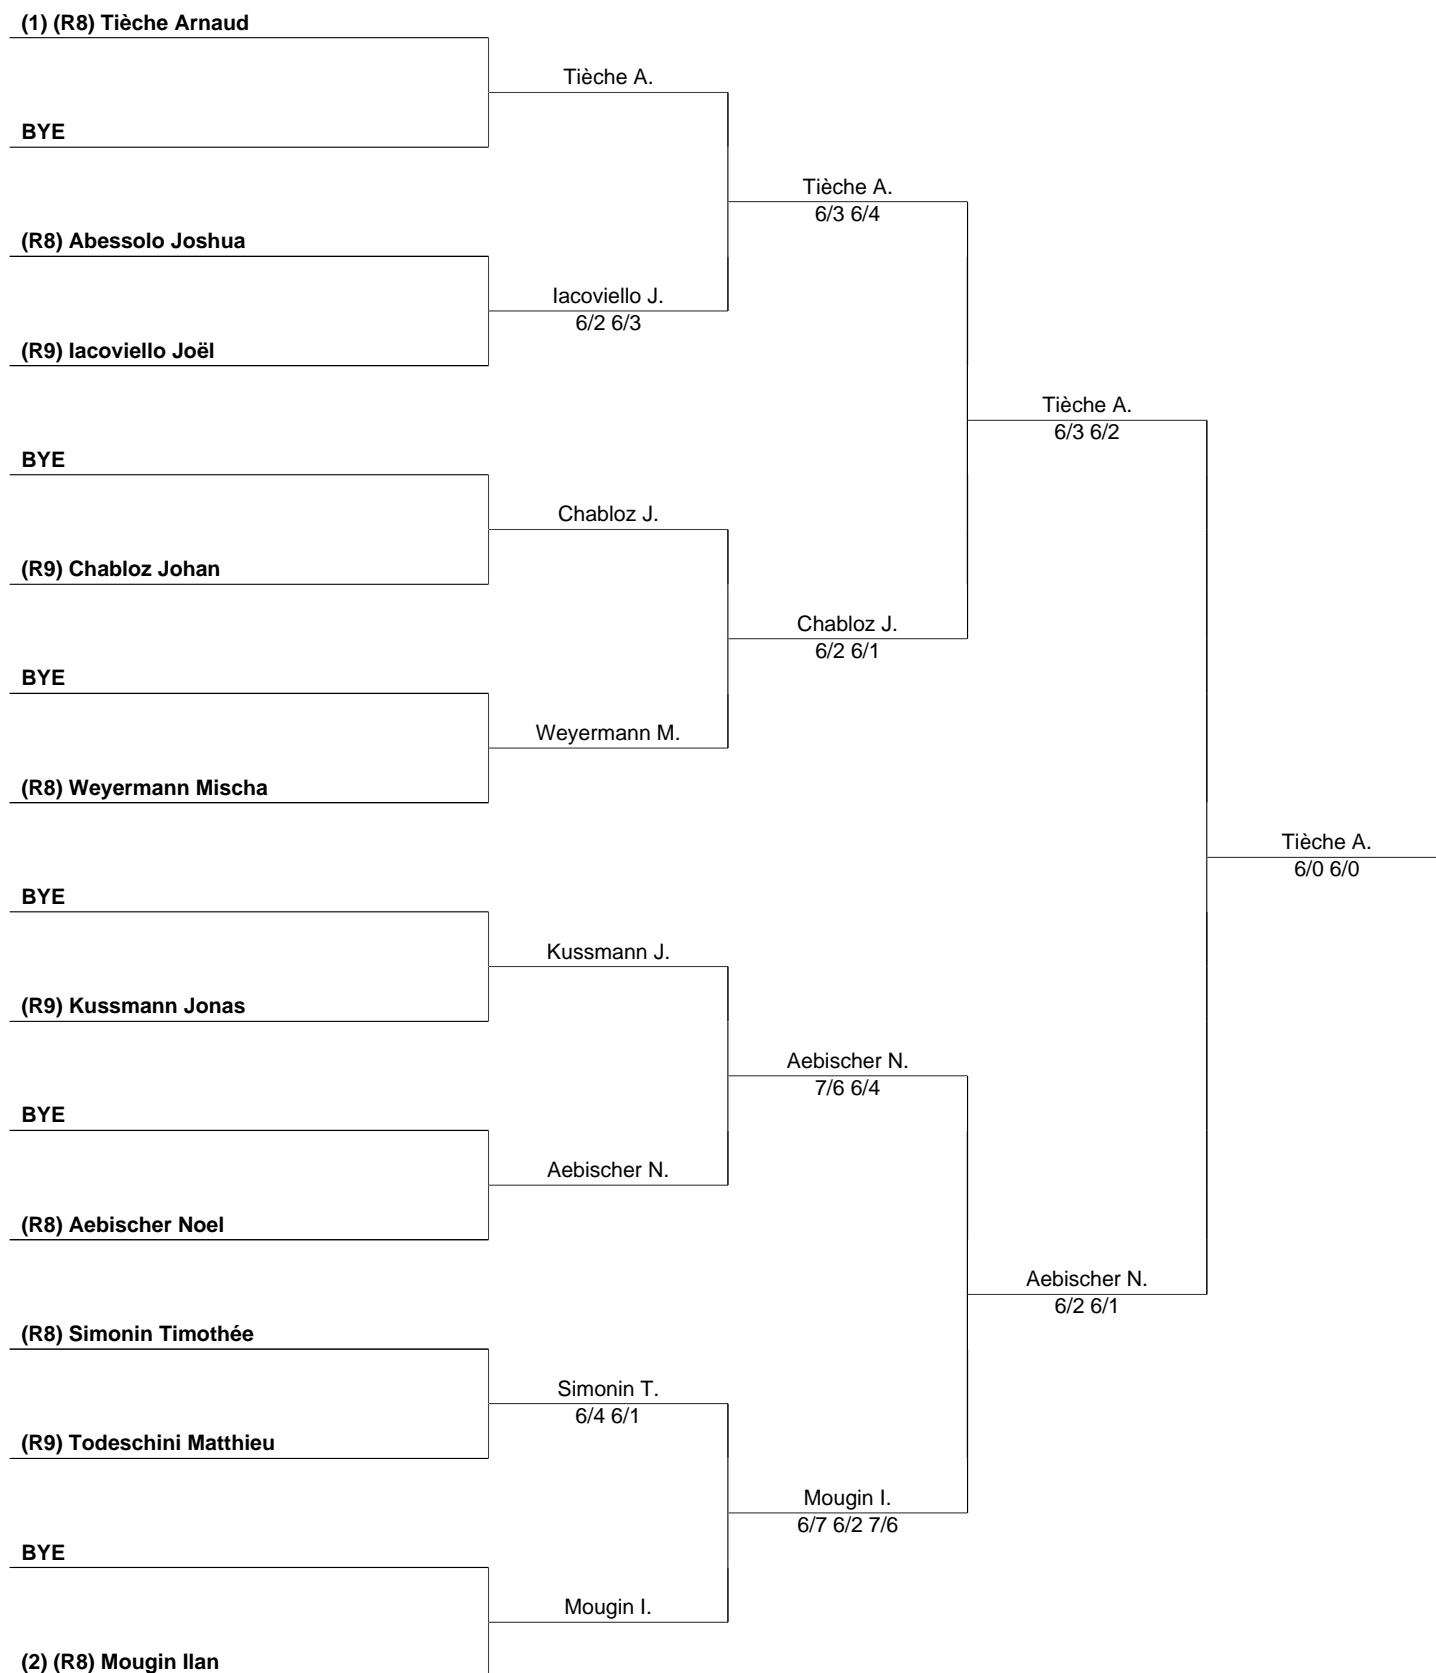 (1) (R8) Tièche Arnaud
Tièche A.
BYE
Tièche A.
6/3 6/4
(R8) Abessolo Joshua
Iacoviello J.
6/2 6/3
(R9) Iacoviello Joël
Tièche A.
6/3 6/2
BYE
Chabloz J.
(R9) Chabloz Johan
Chabloz J.
6/2 6/1
BYE
Weyermann M.
(R8) Weyermann Mischa
Tièche A.
6/0 6/0
BYE
Kussmann J.
(R9) Kussmann Jonas
Aebischer N.
7/6 6/4
BYE
Aebischer N.
(R8) Aebischer Noel
Aebischer N.
6/2 6/1
(R8) Simonin Timothée
Simonin T.
6/4 6/1
(R9) Todeschini Matthieu
Mougin I.
6/7 6/2 7/6
BYE
Mougin I.
(2) (R8) Mougin Ilan